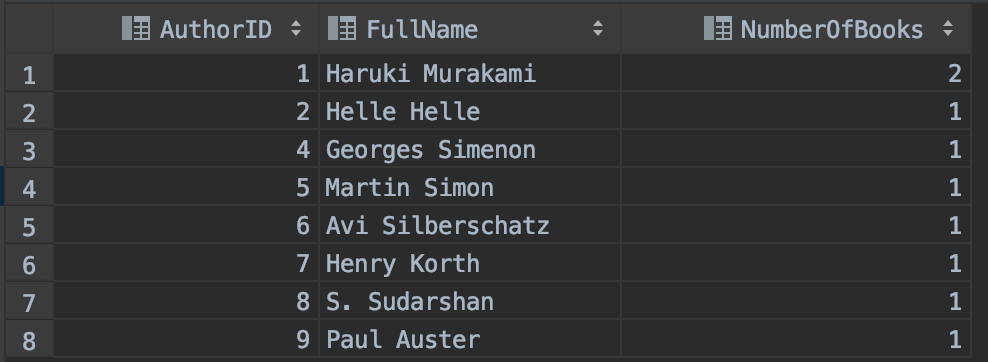 AuthorID FullName NumberOfBooks
1 1 Haruki Murakami 2
2 2 Helle Helle 1
3 4 Georges Simenon 1
4 5 Martin Simon 1
5 6 Avi Silberschatz 1
6 7 Henry Korth 1
7 8 S. Sudarshan 1
8 9 Paul Auster 1